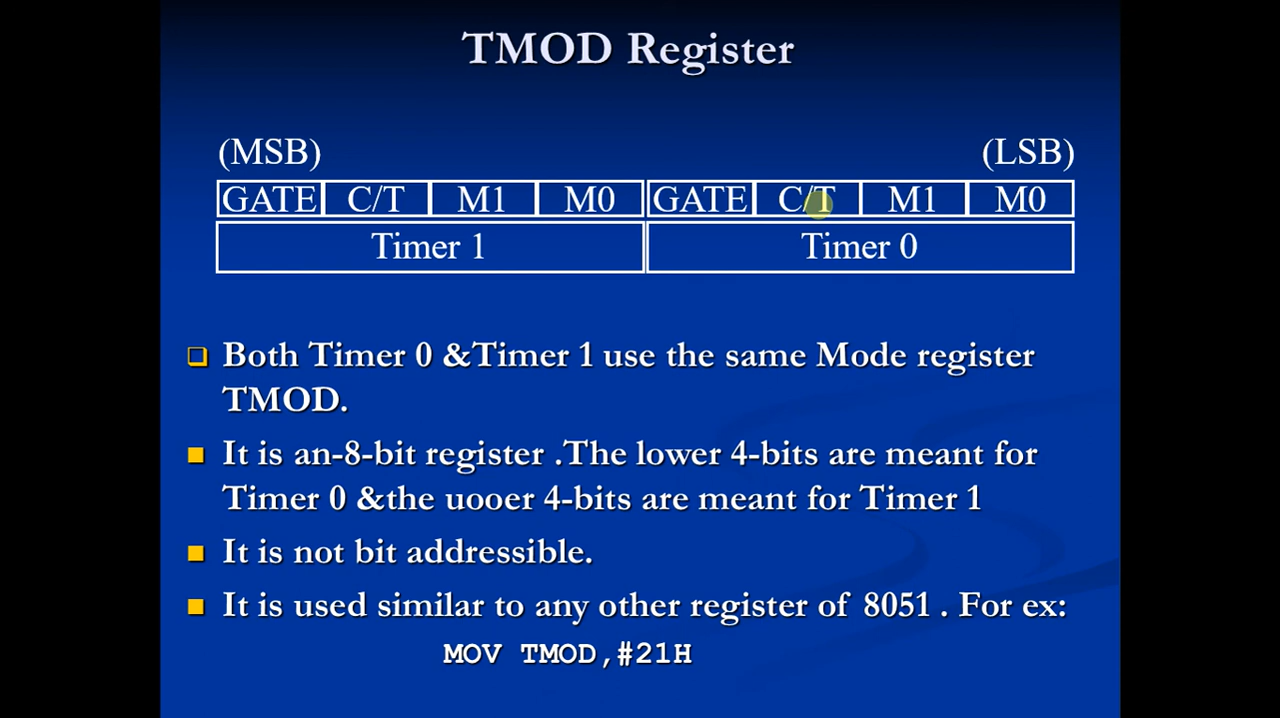 TMOD Register
(MSB) (LSB)
GATE C/T M1 M0 GATE C/T M1 M0
Timer 1 Timer 0
Both Timer 0 &Timer 1 use the same Mode register
TMOD.
It is an-8-bit register .The lower 4-bits are meant for
Timer 0 &the uooer 4-bits are meant for Timer 1
It is not bit addressible.
It is used similar to any other register of 8051 . For ex:
MOV TMOD,#21H